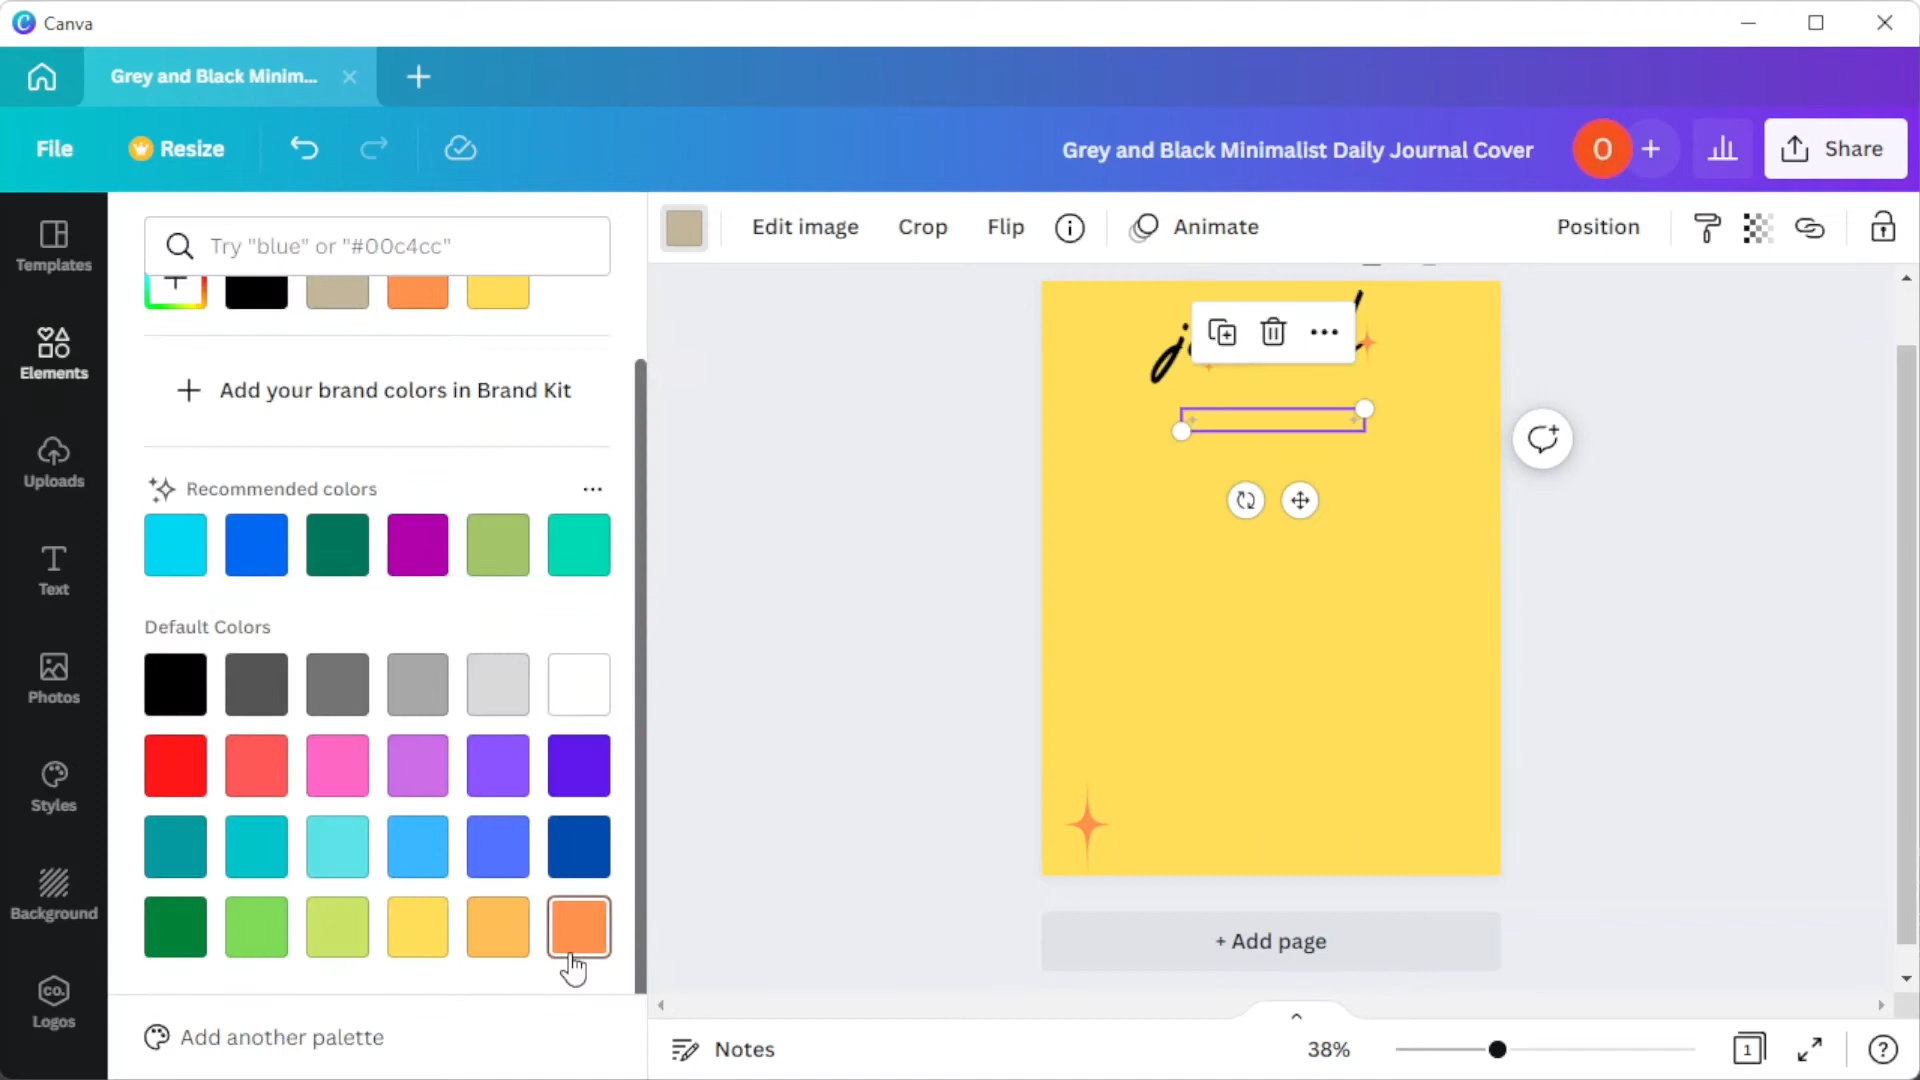 Canva
Grey and Black Minim...
File
Resize
Grey and Black Minimalist Daily Journal Cover
O
Share
Templates
Elements
Uploads
Text
Photos
Styles
Background
CO.
Logos
Try "blue" or "#00c4cc"
Add your brand colors in Brand Kit
Recommended colors
Default Colors
Add another palette
Edit image
Crop
Flip
Animate
Position
+ Add page
Notes
38%
1